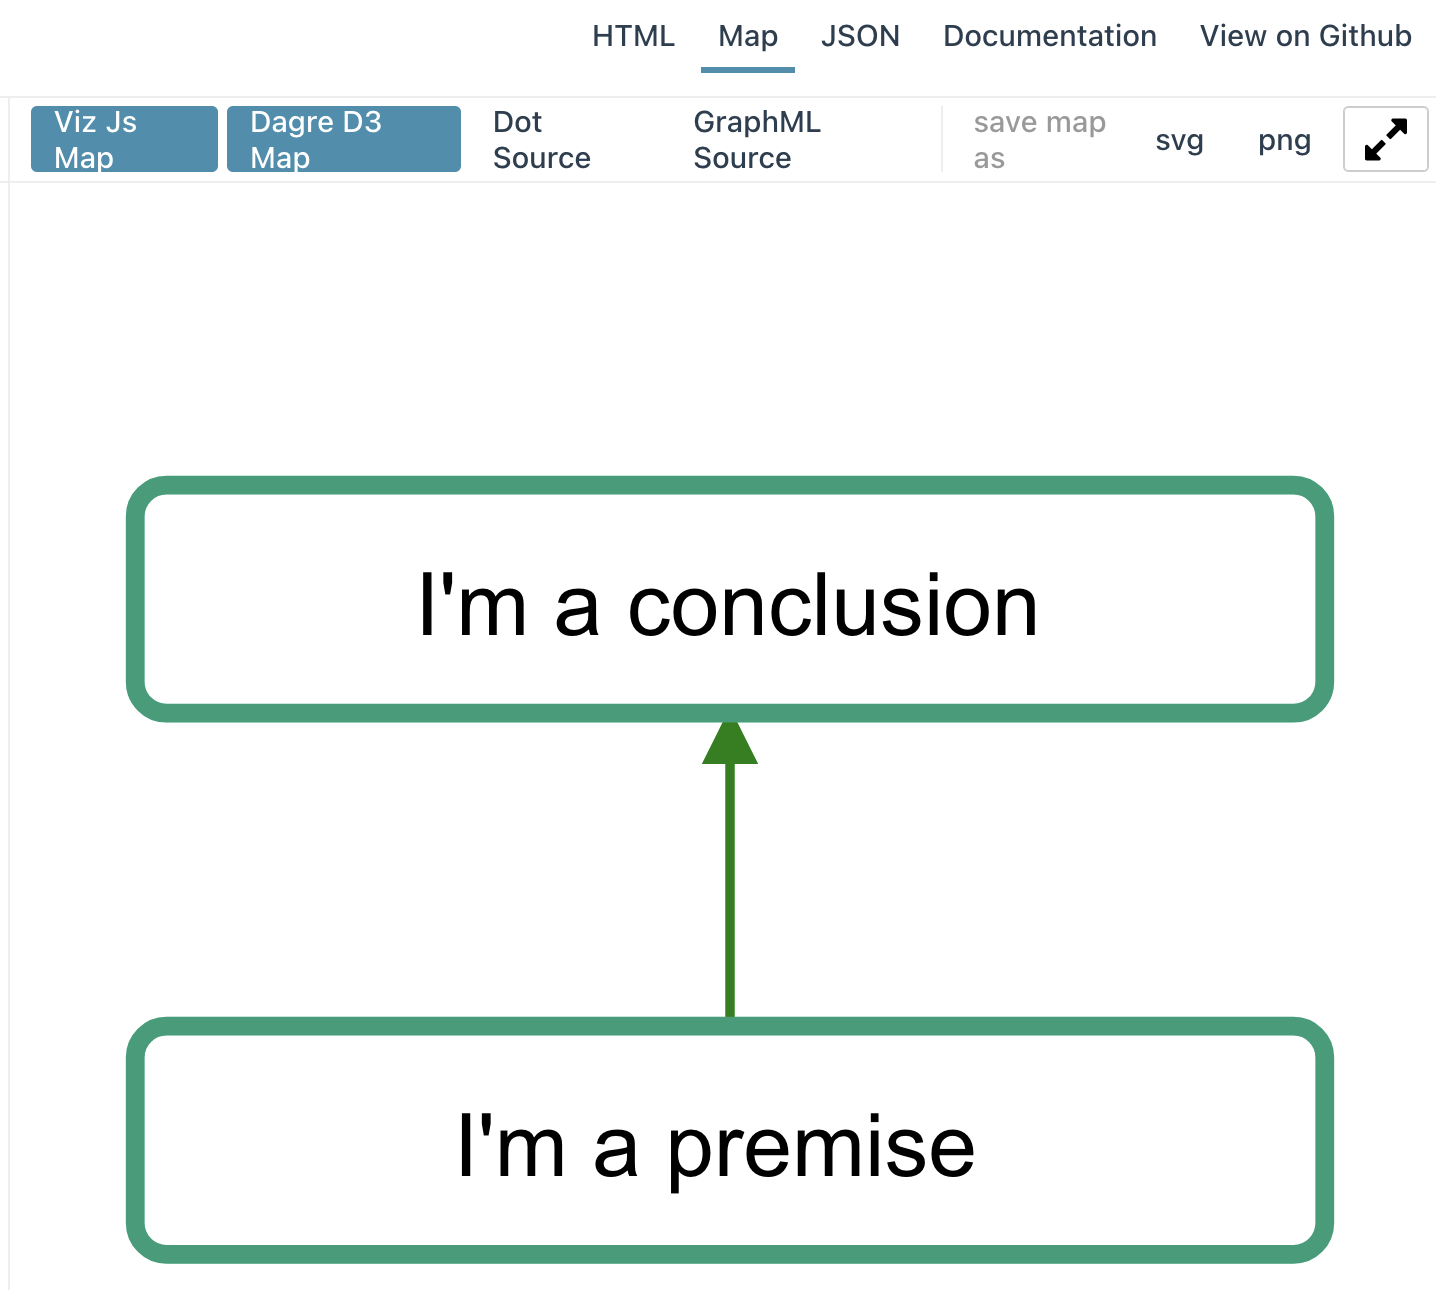 HTML Map JSON Documentation View on Github
Viz Js Map
Dagre D3 Map
Dot Source
GraphML Source
save map as
svg
png
I'm a conclusion
I'm a premise